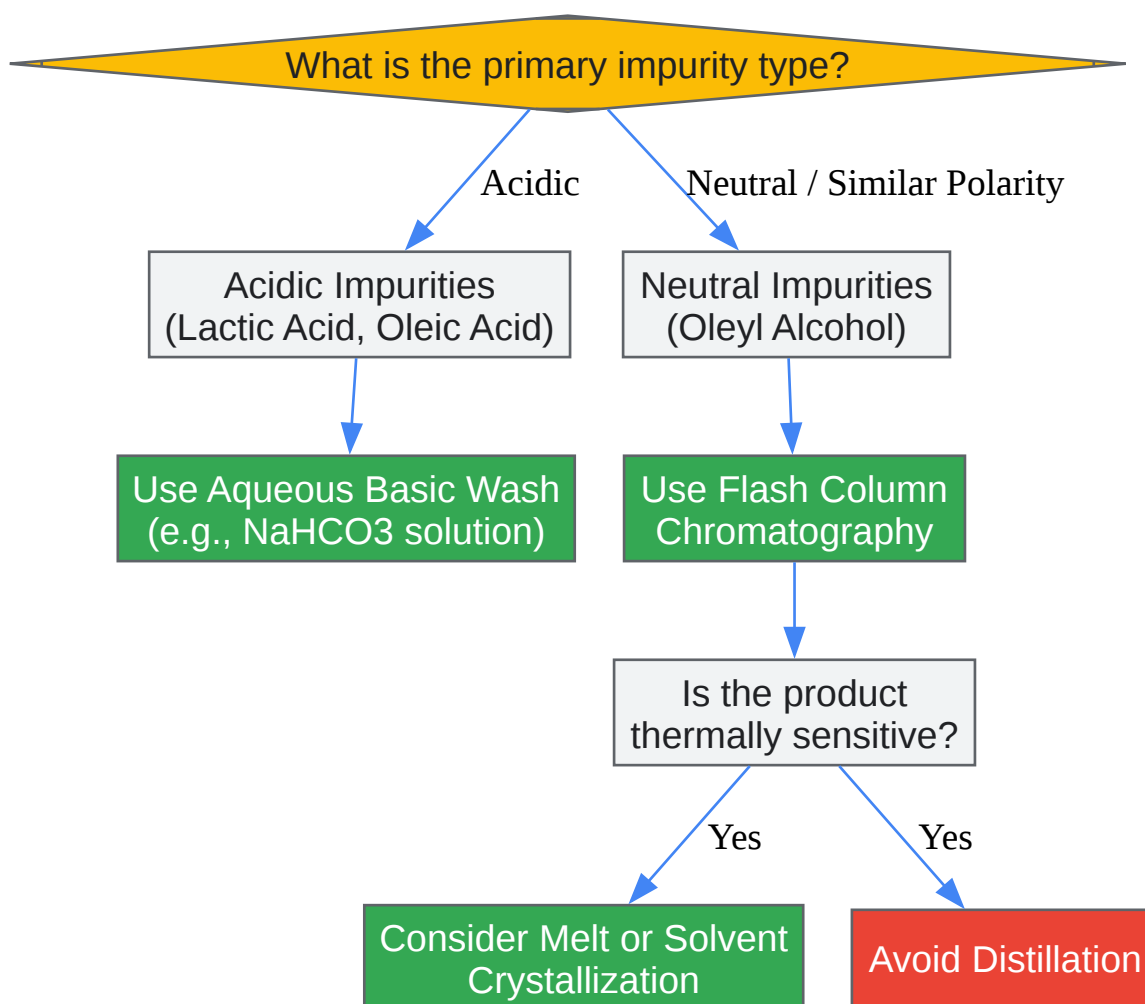 What is the primary impurity type?
Acidic
Neutral / Similar Polarity
Acidic Impurities
(Lactic Acid, Oleic Acid)
Neutral Impurities
(Oleyl Alcohol)
Use Aqueous Basic Wash
(e.g., NaHCO3 solution)
Use Flash Column
Chromatography
Is the product
thermally sensitive?
Yes
Yes
Consider Melt or Solvent
Crystallization
Avoid Distillation